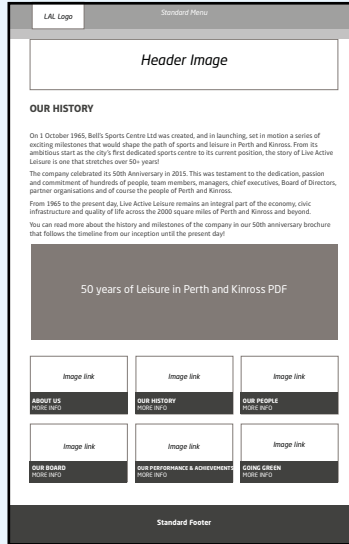 LAL Logo
Standard Menu
Header Image
OUR HISTORY
On 1 October 1965, Bell's Sports Centre Ltd was created, and in launching, set in motion a series of
exciting milestones that would shape the path of sports and leisure in Perth and Kinross. From its
ambitious start as the city's first dedicated sports centre to its current position, the story of Live Active
Leisure is one that stretches over 50+ years!
The company celebrated its 50th Anniversary in 2015. This was testament to the dedication, passion
and commitment of hundreds of people, team members, managers, chief executives, Board of Directors,
partner organisations and of course the people of Perth and Kinross.
From 1965 to the present day, Live Active Leisure remains an integral part of the economy, civic
infrastructure and quality of life across the 2000 square miles of Perth and Kinross and beyond.
You can read more about the history and milestones of the company in our 50th anniversary brochure
that follows the timeline from our inception until the present day!
50 years of Leisure in Perth and Kinross PDF
Image link
Image link
Image link
ABOUT US
MORE INFO
OUR HISTORY
MORE INFO
OUR PEOPLE
MORE INFO
Image link
Image link
Image link
OUR BOARD
MORE INFO
OUR PERFORMANCE & ACHIEVEMENTS
MORE INFO
GOING GREEN
MORE INFO
Standard Footer